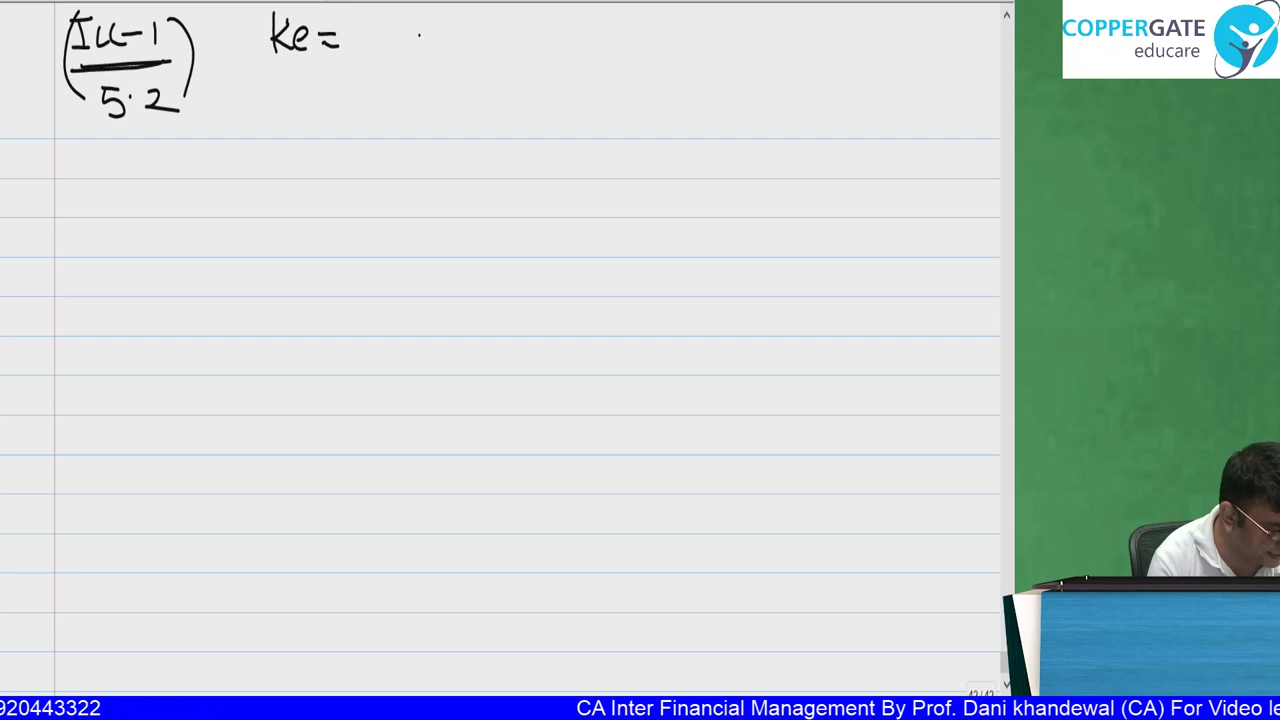 Ill-1 Ke=
5.2
COPPERGATE
educare
920443322 CA Inter Financial Management By Prof. Dani khandewal (CA) For Video le